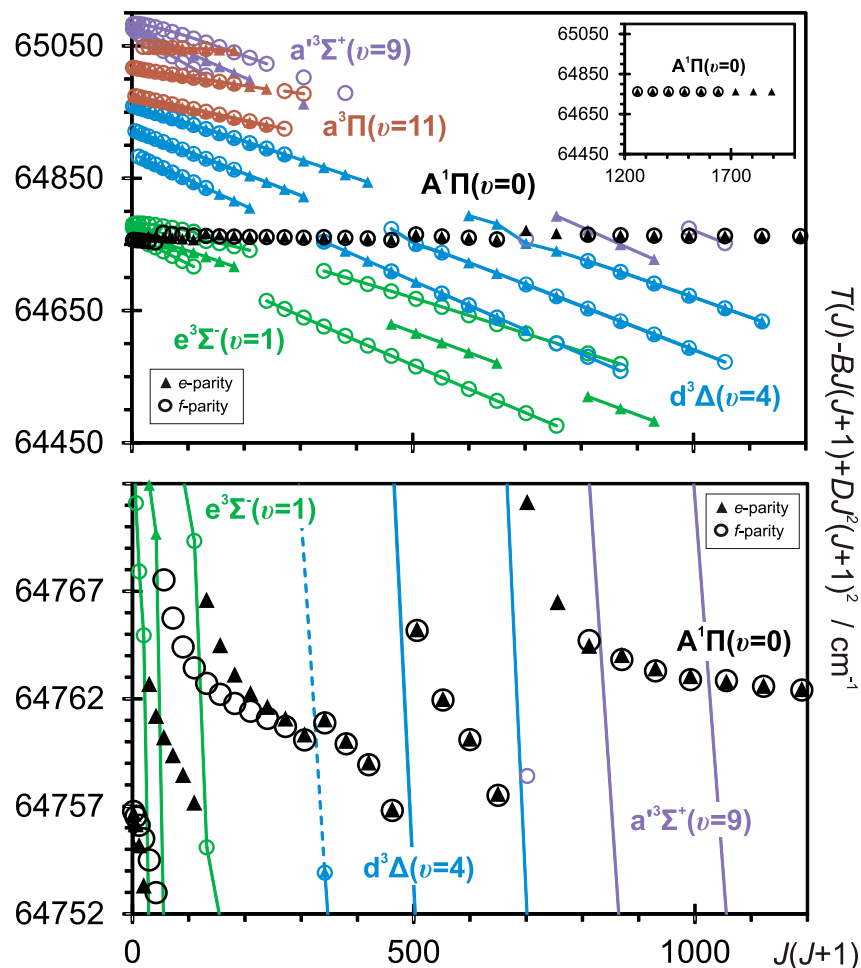 65050
64850
64650
64450
a'³Σ⁺(υ=9)
a³Π(υ=11)
A¹Π(υ=0)
e³Σ⁻(υ=1)
d³Δ(υ=4)
e-parity
f-parity
64750
64650
64550
64450
A¹Π(υ=0)
1200
1700
T(J) -BJ(J+1)+DJ²(J+1)² / cm⁻¹
64767
64762
64757
64752
e³Σ⁻(υ=1)
e-parity
f-parity
A¹Π(υ=0)
a'³Σ⁺(υ=9)
d³Δ(υ=4)
0
500
1000
J(J+1)